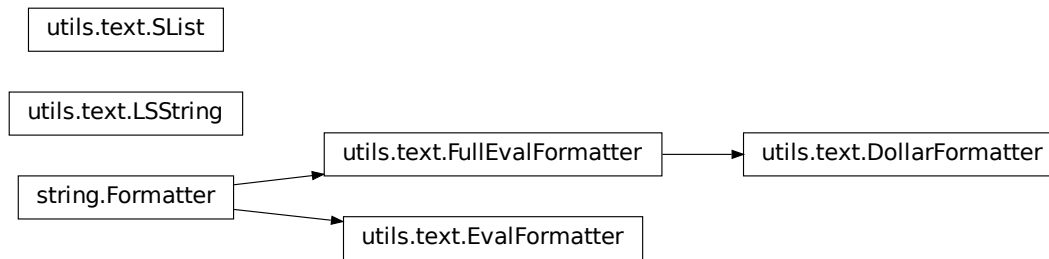 utils.text.SList
utils.text.LSString
utils.text.FullEvalFormatter
utils.text.DollarFormatter
string.Formatter
utils.text.EvalFormatter